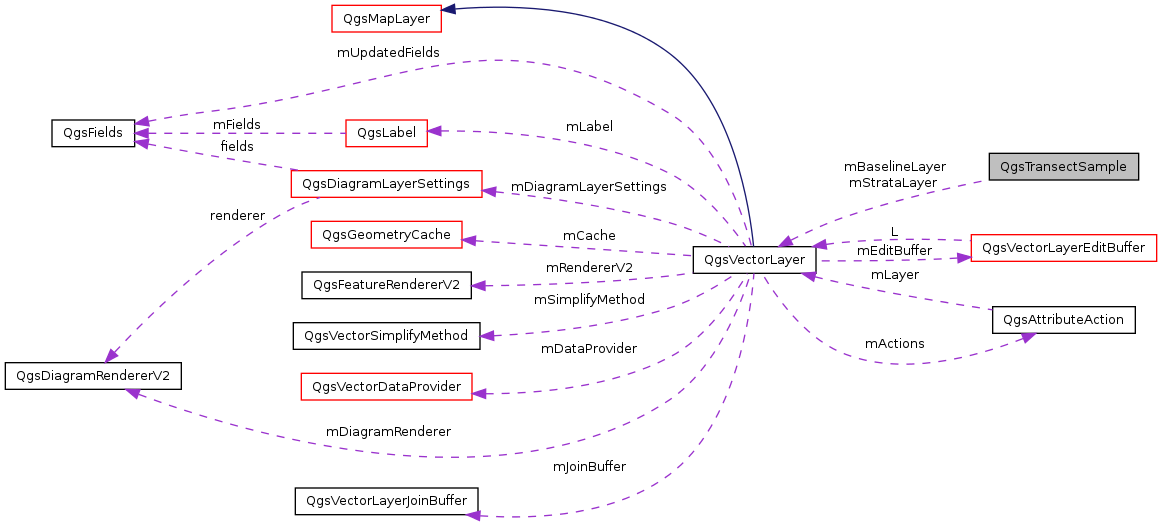 QgsMapLayer
mUpdatedFields
QgsFields
mFields
QgsLabel
mLabel
fields
QgsDiagramLayerSettings
mDiagramLayerSettings
mBaselineLayer
mStrataLayer
QgsTransectSample
renderer
QgsGeometryCache
mCache
QgsVectorLayer
L
mEditBuffer
QgsVectorLayerEditBuffer
mRendererV2
QgsFeatureRendererV2
mLayer
mSimplifyMethod
QgsAttributeAction
QgsVectorSimplifyMethod
mDataProvider
mActions
QgsDiagramRendererV2
QgsVectorDataProvider
mDiagramRenderer
mJoinBuffer
QgsVectorLayerJoinBuffer